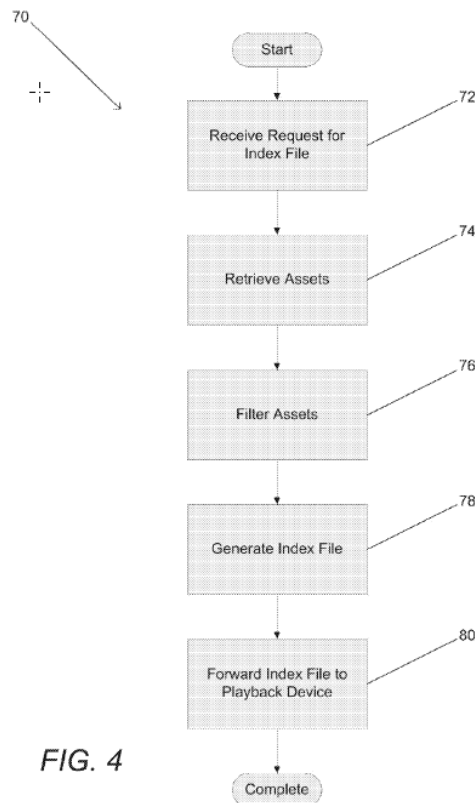 70
Start
72
Receive Request for
Index File
74
Retrieve Assets
76
Filter Assets
78
Generate Index File
80
Forward Index File to
Playback Device
FIG. 4
Complete